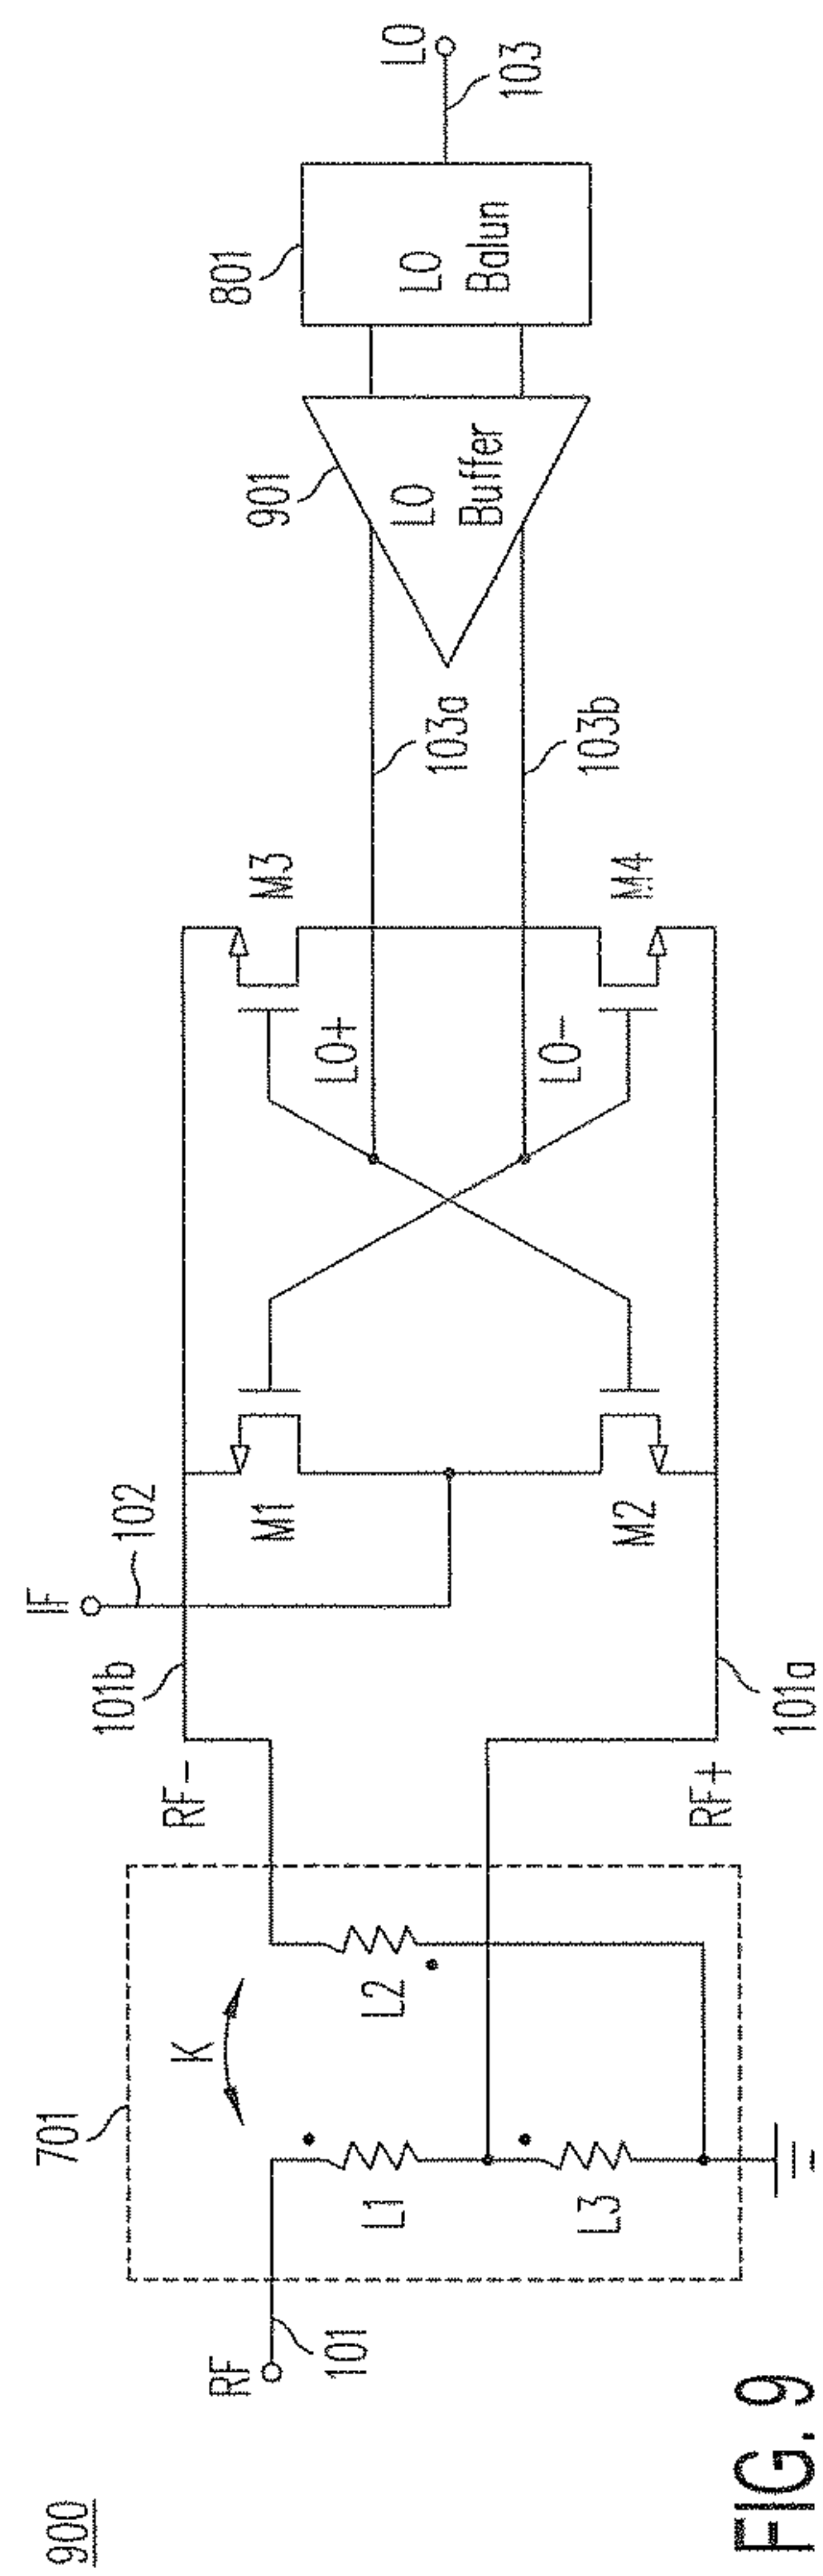 900
RF
101
701
K
L1
L2
L3
RF-
RF+
101b
101a
IF
102
M1
M2
LO+
LO-
M3
M4
103a
103b
901
LO
Buffer
801
LO
Balun
LO
103
FIG. 9